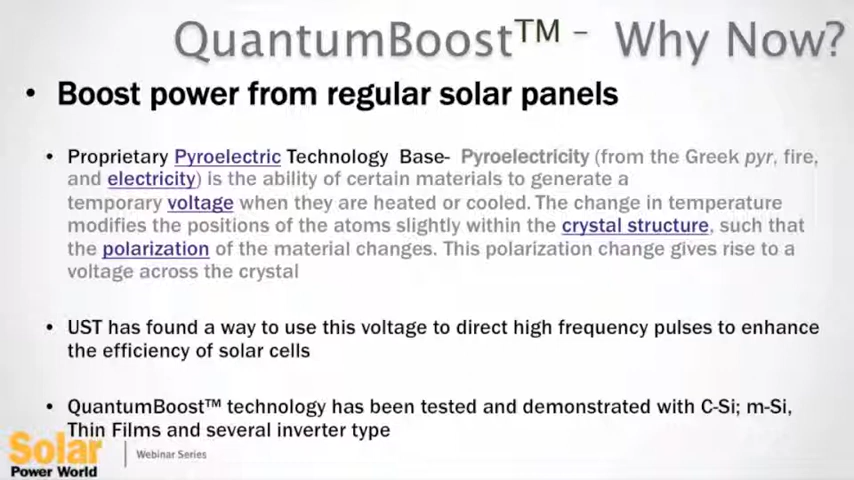 QuantumBoost™ - Why Now?
• Boost power from regular solar panels
• Proprietary Pyroelectric Technology Base- Pyroelectricity (from the Greek pyr, fire,
and electricity) is the ability of certain materials to generate a
temporary voltage when they are heated or cooled. The change in temperature
modifies the positions of the atoms slightly within the crystal structure, such that
the polarization of the material changes. This polarization change gives rise to a
voltage across the crystal
• UST has found a way to use this voltage to direct high frequency pulses to enhance
the efficiency of solar cells
• QuantumBoost™ technology has been tested and demonstrated with C-Si; m-Si,
Thin Films and several inverter type
Solar
Power World
Webinar Series